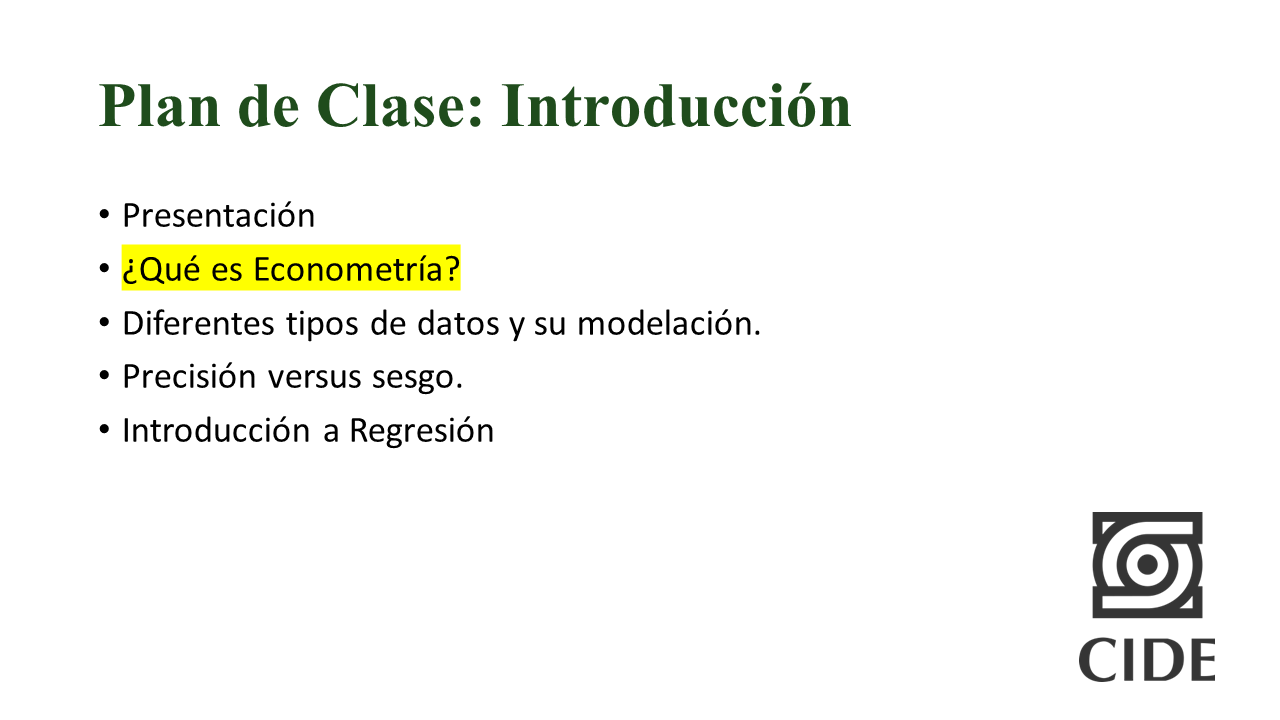 Plan de Clase: Introducción
• Presentación
• ¿Qué es Econometría?
• Diferentes tipos de datos y su modelación.
• Precisión versus sesgo.
• Introducción a Regresión
CIDE